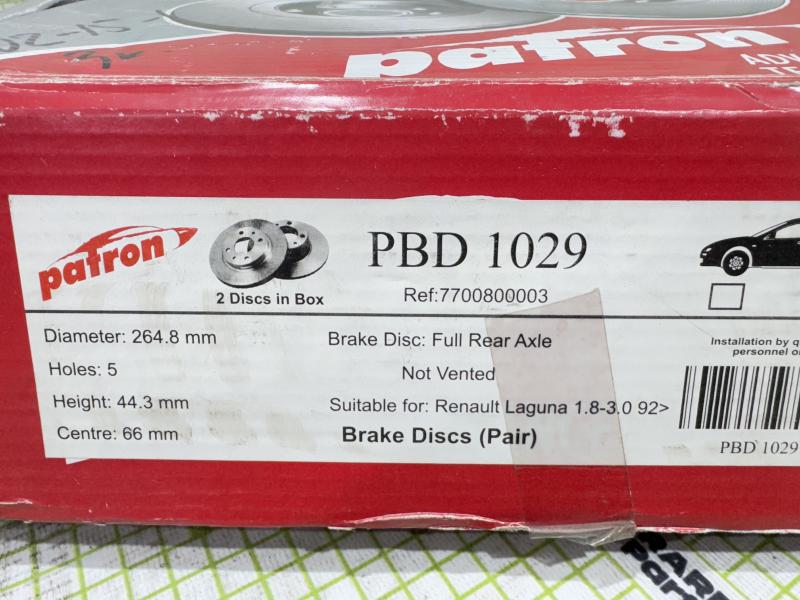 patron
patron
2 Discs in Box
PBD 1029
Ref:7700800003
Diameter: 264.8 mm
Holes: 5
Height: 44.3 mm
Centre: 66 mm
Brake Disc: Full Rear Axle
Not Vented
Suitable for: Renault Laguna 1.8-3.0 92>
Brake Discs (Pair)
Installation by q
personnel on
PBD 1029